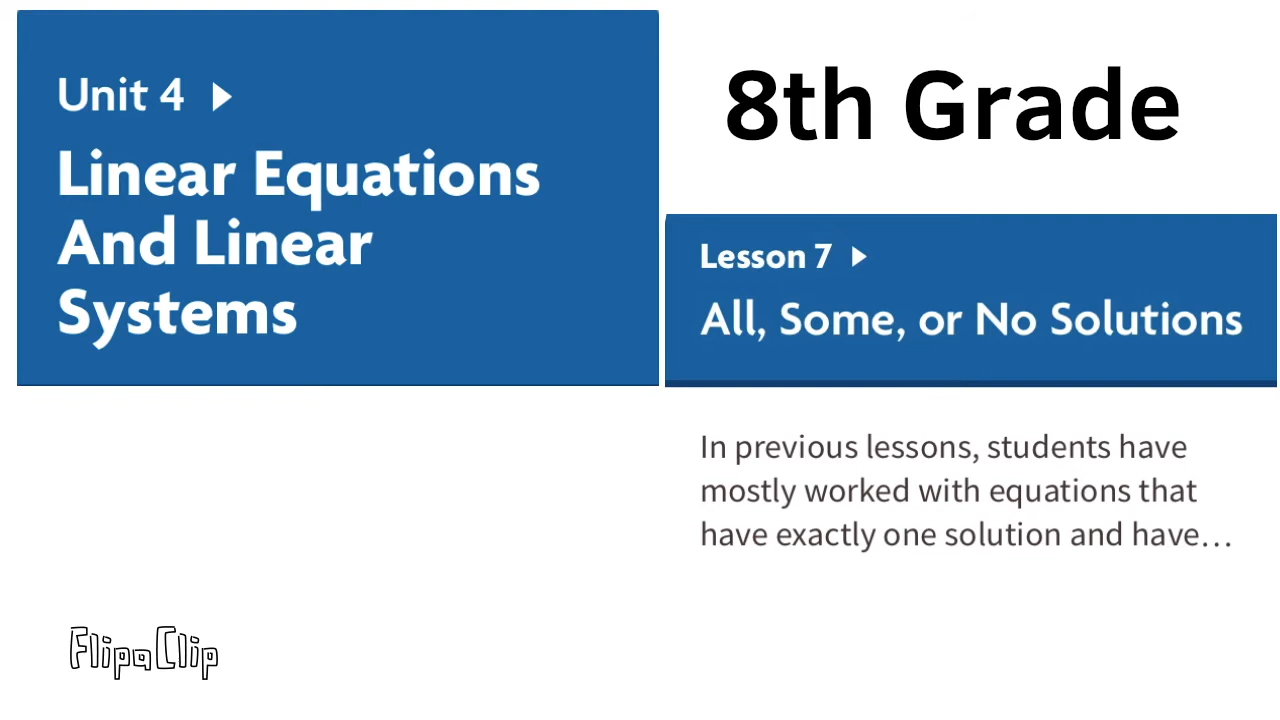 Unit 4
Linear Equations
And Linear
Systems
8th Grade
Lesson 7
All, Some, or No Solutions
In previous lessons, students have
mostly worked with equations that
have exactly one solution and have…
FlipaClip